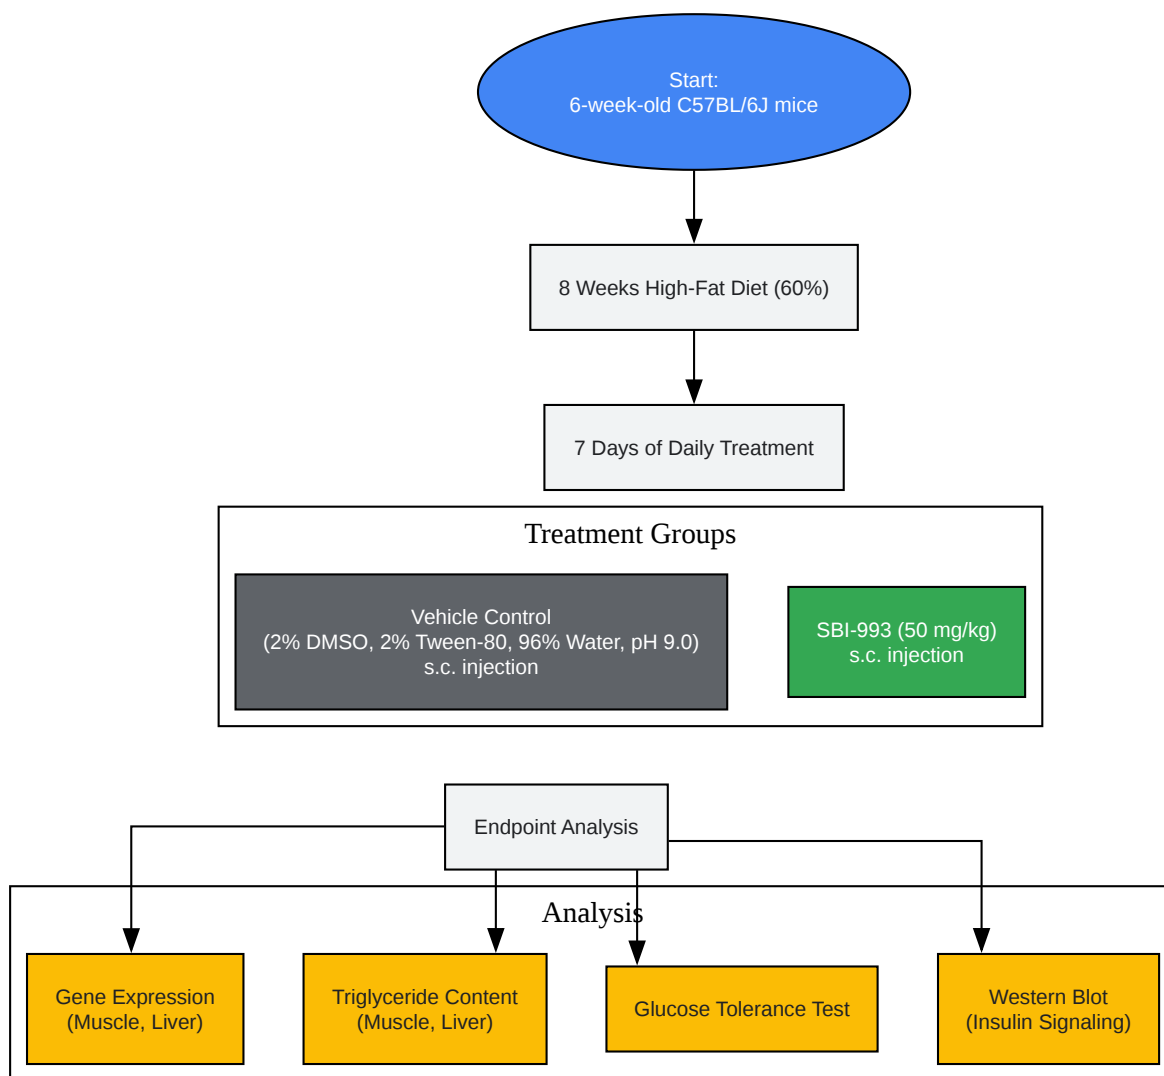 Start:
6-week-old C57BL/6J mice
8 Weeks High-Fat Diet (60%)
7 Days of Daily Treatment
Treatment Groups
Vehicle Control
(2% DMSO, 2% Tween-80, 96% Water, pH 9.0)
s.c. injection
SBI-993 (50 mg/kg)
s.c. injection
Endpoint Analysis
Analysis
Gene Expression
(Muscle, Liver)
Triglyceride Content
(Muscle, Liver)
Glucose Tolerance Test
Western Blot
(Insulin Signaling)